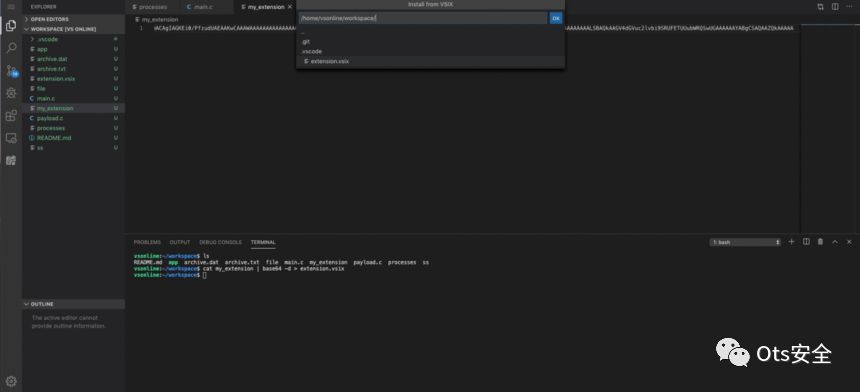 Install from VSIX
EXPLORER
processes
main.c
my_extension
/home/vsonline/workspace/
OK
OPEN EDITORS
my_extension
..
WORKSPACE [VS ONLINE]
1
.git
.vscode
.vscode
extension.vsix
app U
archive.dat U
archive.txt U
extension.vsix U
file U
main.c U
my_extension U
payload.c U
processes U
README.md U
ss U
PROBLEMS OUTPUT DEBUG CONSOLE TERMINAL
1: bash
vsonline:~/workspace$ ls
README.md app archive.dat archive.txt file main.c my_extension payload.c processes ss
vsonline:~/workspace$ cat my_extension | base64 -d > extension.vsix
vsonline:~/workspace$
OUTLINE
The active editor cannot
provide outline information.
Ots安全